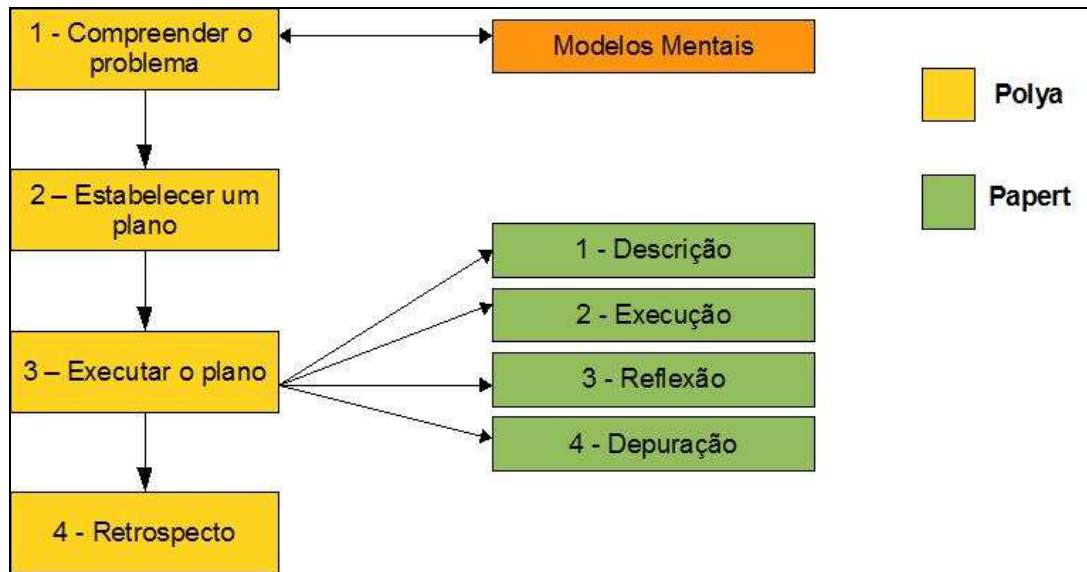 1 - Compreender o
problema
Modelos Mentais
Polya
2 – Estabelecer um
plano
Papert
1 - Descrição
2 - Execução
3 – Executar o plano
3 - Reflexão
4 - Depuração
4 - Retrospecto